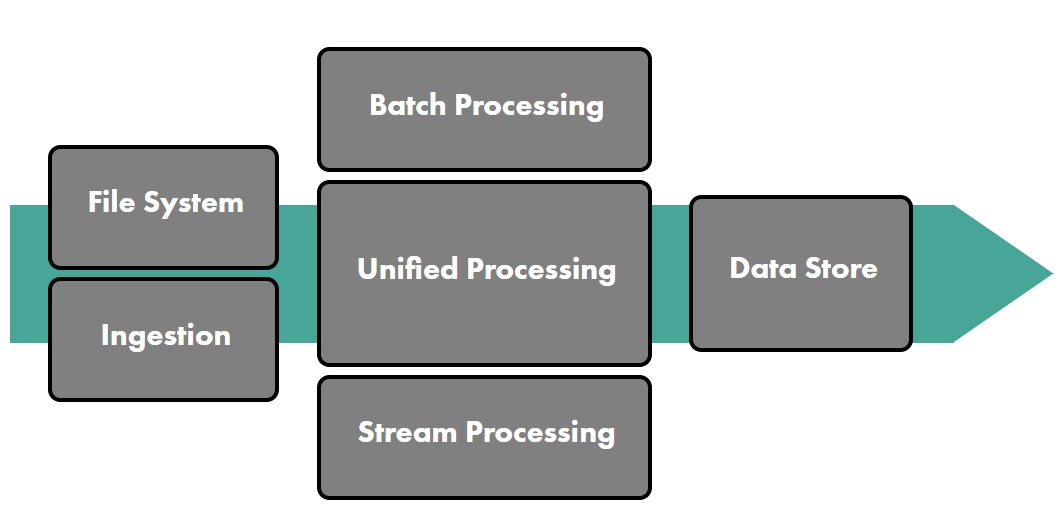 File System
Ingestion
Batch Processing
Unified Processing
Stream Processing
Data Store